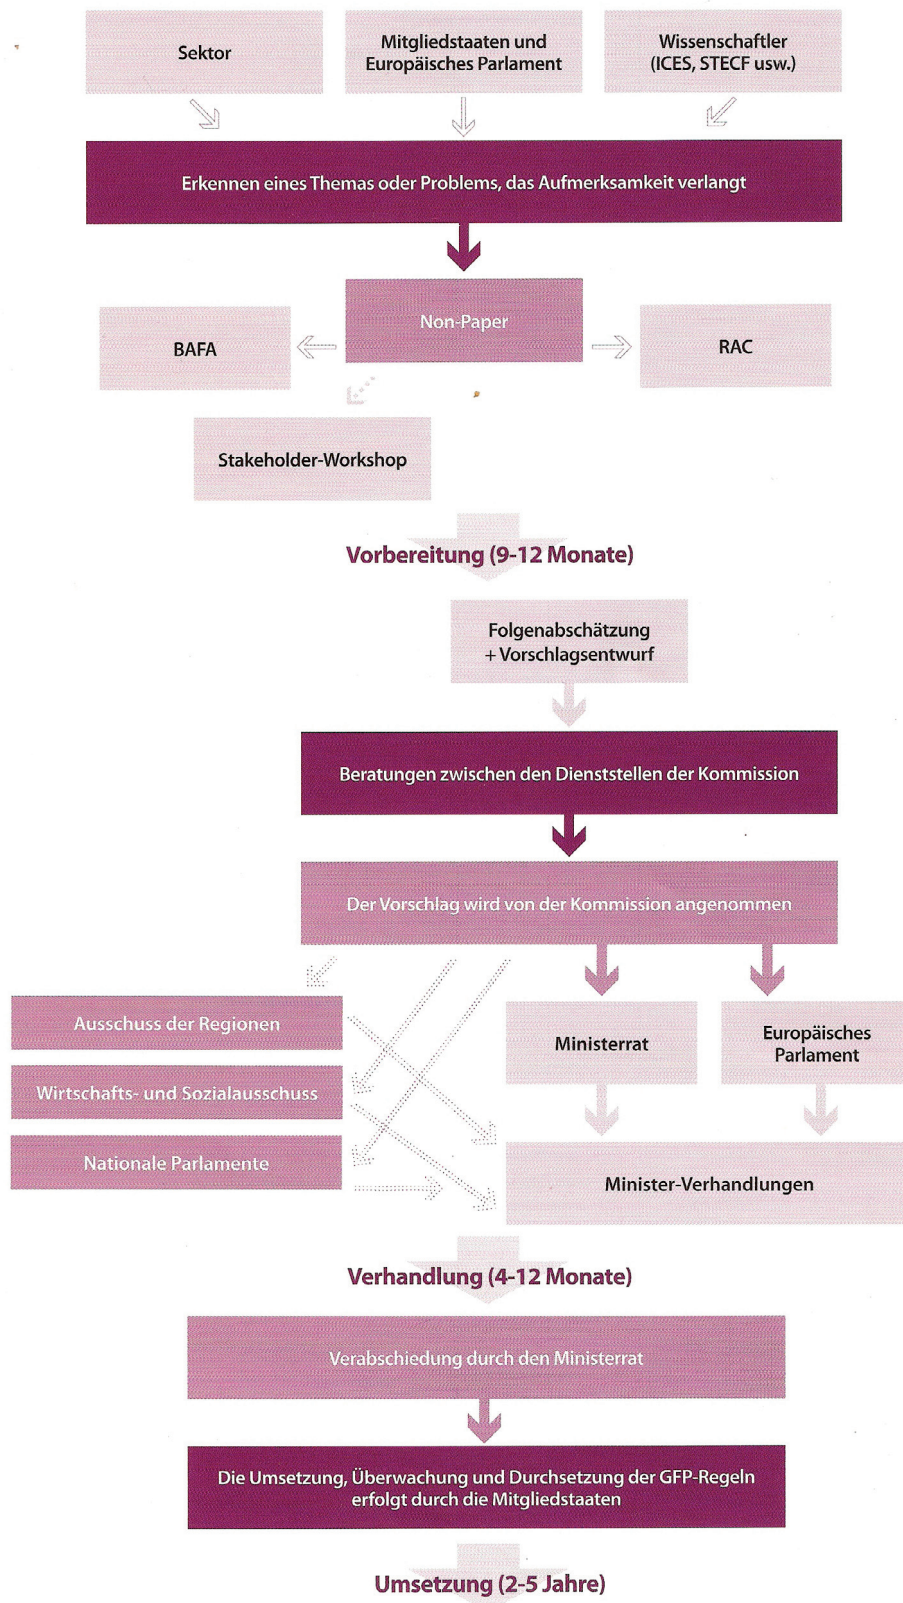 Sektor
Mitgliedstaaten und
Europäisches Parlament
Wissenschaftler
(ICES, STECF usw.)
Erkennen eines Themas oder Problems, das Aufmerksamkeit verlangt
Non-Paper
BAFA
RAC
Stakeholder-Workshop
Vorbereitung (9-12 Monate)
Folgenabschätzung
+ Vorschlagsentwurf
Beratungen zwischen den Dienststellen der Kommission
Der Vorschlag wird von der Kommission angenommen
Ausschuss der Regionen
Wirtschafts- und Sozialausschuss
Nationale Parlamente
Ministerrat
Europäisches
Parlament
Minister-Verhandlungen
Verhandlung (4-12 Monate)
Verabschiedung durch den Ministerrat
Die Umsetzung, Überwachung und Durchsetzung der GFP-Regeln
erfolgt durch die Mitgliedstaaten
Umsetzung (2-5 Jahre)